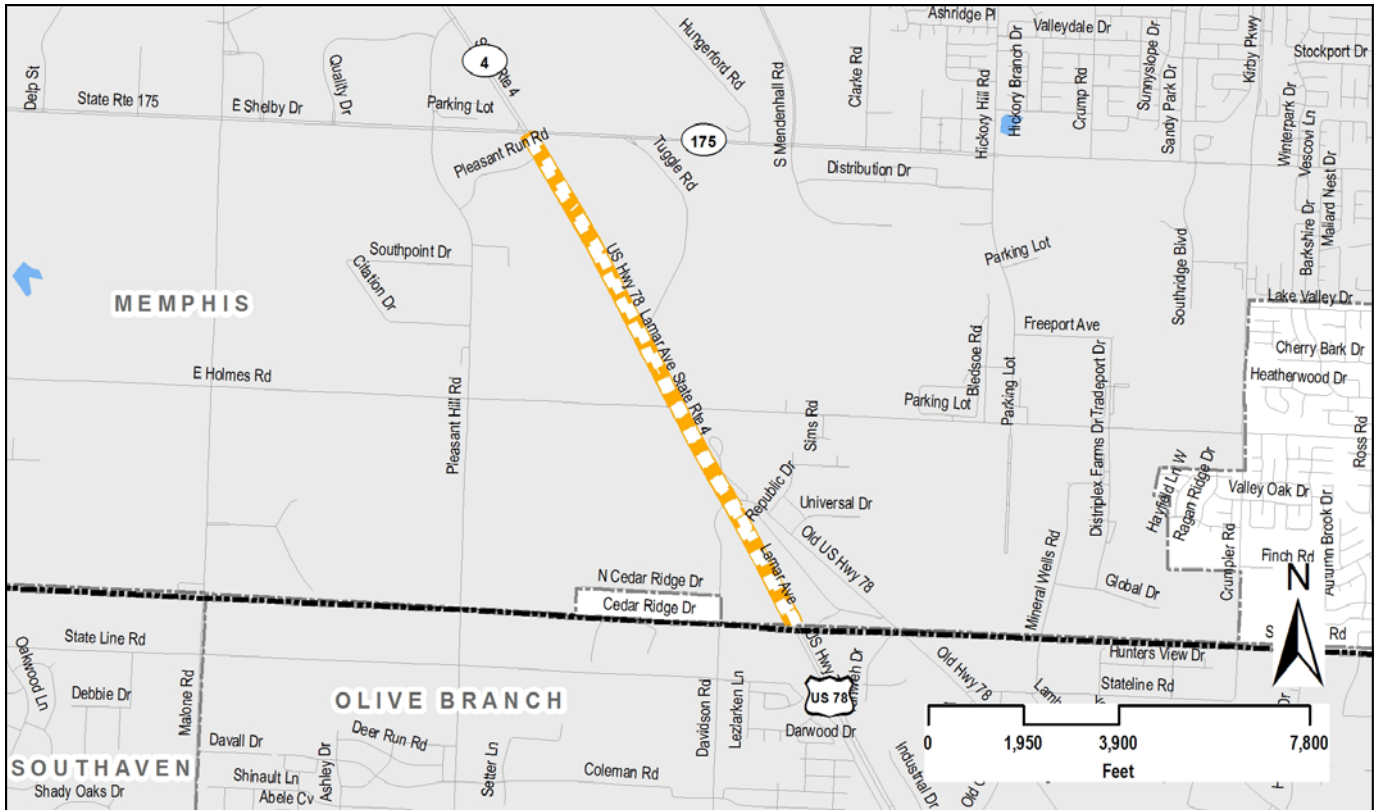 Ashridge Pl
Valleydale Dr
Stockport Dr
Delp St
Quality Dr
S
4
Rte 4
Hungerford Rd
S Mendenhall Rd
Clarke Rd
Hickory Hill Rd
Hickory Branch Dr
Crump Rd
Sunnyslope Dr
Sandy Park Dr
Kirby Pkwy
Winterpark Dr
Vescovi Ln
State Rte 175
E Shelby Dr
Parking Lot
175
Pleasant Run Rd
Tuggle Rd
Distribution Dr
Barkshire Dr
Mallard Nest Dr
Southpoint Dr
Citation Dr
Parking Lot
Southridge Blvd
MEMPHIS
US Hwy 78
Lamar Ave
State Rte 4
Lake Valley Dr
Freeport Ave
Cherry Bark Dr
Heatherwood Dr
E Holmes Rd
Pleasant Hill Rd
Bledsoe Rd
Parking Lot
Parking Lot
Tradeport Dr
Distriplex Farms Dr
Sims Rd
Ross Rd
Republic Dr
Universal Dr
Hayfield Ln W
Ragan Ridge Dr
Valley Oak Dr
Autumn Brook Dr
Old US Hwy 78
Lamar Ave
Mineral Wells Rd
Global Dr
Crumpler Rd
Finch Rd
N
N Cedar Ridge Dr
Cedar Ridge Dr
State Line Rd
S
Rd
Oakwood Ln
Debbie Dr
Malone Rd
OLIVE BRANCH
Davidson Rd
Lezlarken Ln
US Hwy
US 78
Darwood Dr
Old Hwy 78
Hunters View Dr
Stateline Rd
Dr
SOUTHAVEN
Davall Dr
Deer Run Rd
Ashley Dr
Setter Ln
Shinault Ln
Coleman Rd
Shady Oaks Dr
Abele Cv
Industrial Dr
0
1,950
3,900
7,800
Feet